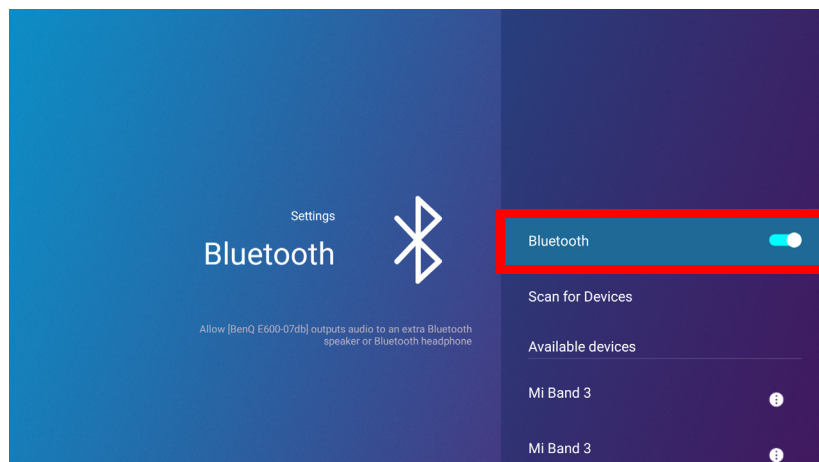 Settings
Bluetooth
Allow [BenQ E600-07db] outputs audio to an extra Bluetooth
speaker or Bluetooth headphone
Bluetooth
Scan for Devices
Available devices
Mi Band 3
Mi Band 3